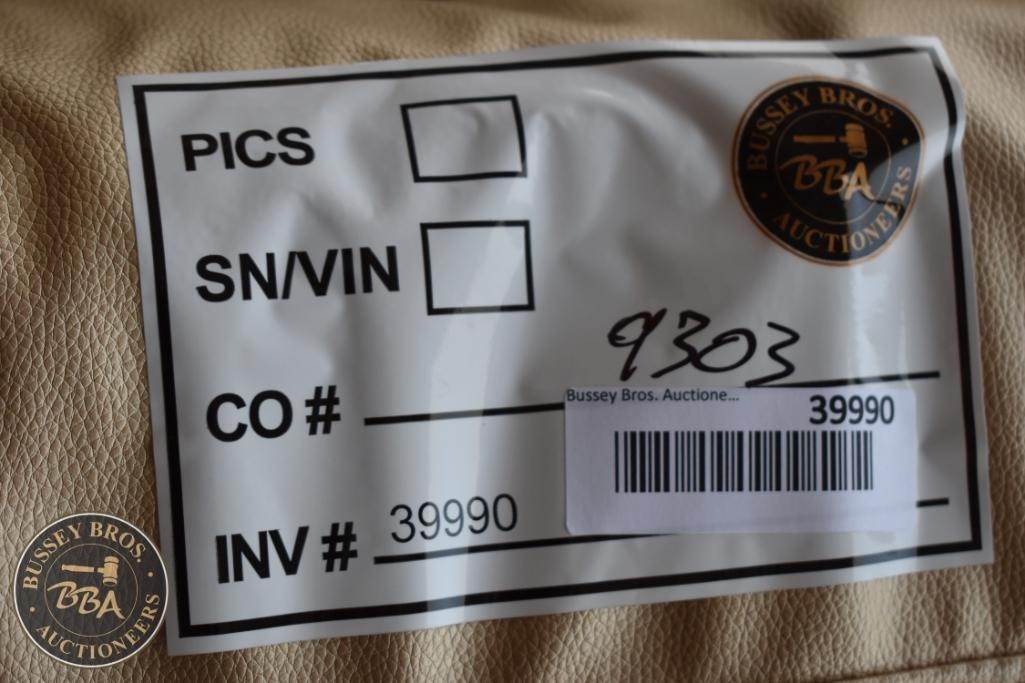 PICS
BUSSEY BROS.
BBA
AUCTIONEERS
SN/VIN
CO # 9303
Bussey Bros. Auctione...
39990
INV # 39990
BUSSEY BROS.
BBA
AUCTIONEERS